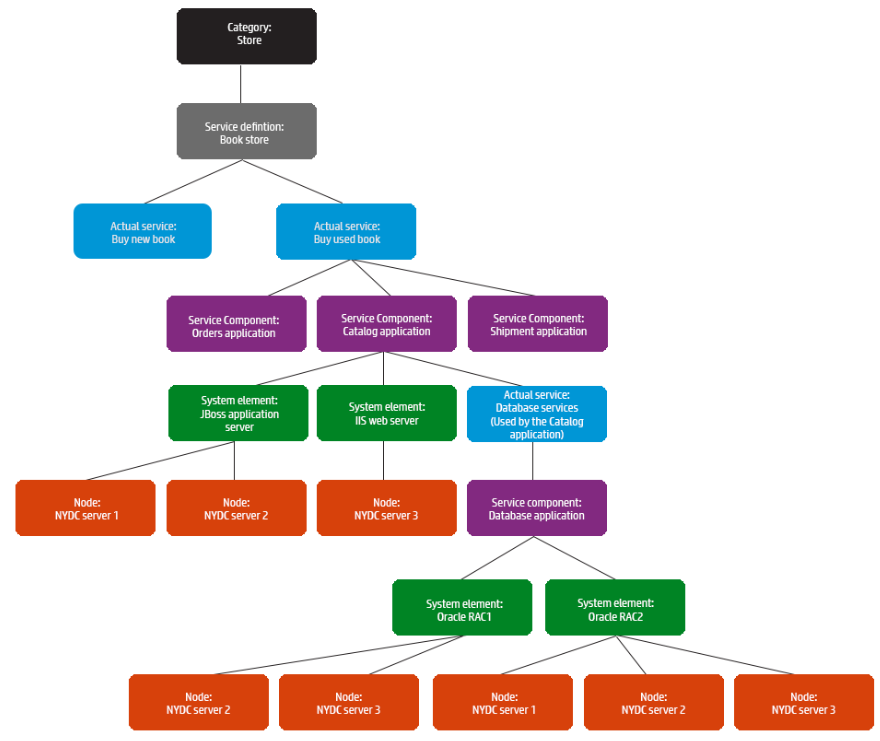 Category:
Store
Service defintion:
Book store
Actual service:
Buy new book
Actual service:
Buy used book
Service Component:
Orders application
Service Component:
Catalog application
Service Component:
Shipment application
System element:
JBoss application
server
System element:
IIS web server
Actual service:
Database services
(Used by the Catalog
application)
Node:
NYDC server 1
Node:
NYDC server 2
Node:
NYDC server 3
Service component:
Database application
System element:
Oracle RAC1
System element:
Oracle RAC2
Node:
NYDC server 2
Node:
NYDC server 3
Node:
NYDC server 1
Node:
NYDC server 2
Node:
NYDC server 3